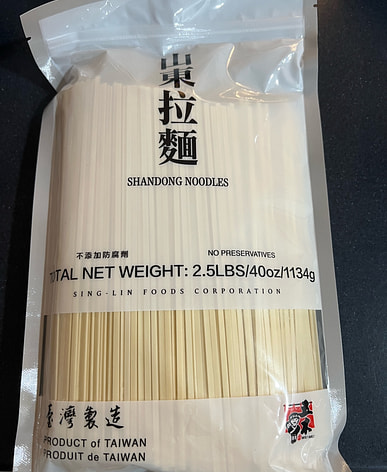 山東拉麵
SHANDONG NOODLES
不添加防腐劑 NO PRESERVATIVES
TOTAL NET WEIGHT: 2.5LBS/40oz/1134g
SING-LIN FOODS CORPORATION
臺灣製造
PRODUCT of TAIWAN
PRODUIT de TAIWAN